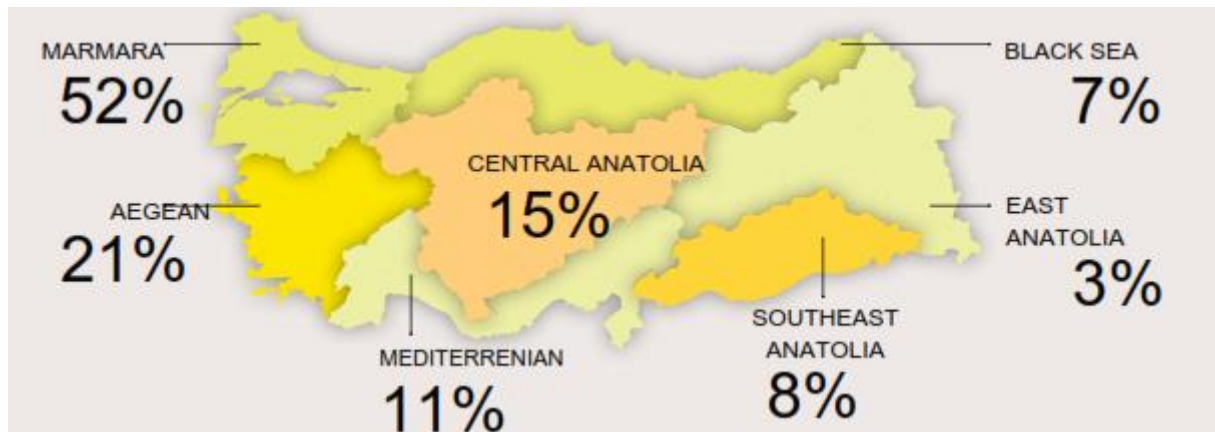 MARMARA
52%
BLACK SEA
7%
CENTRAL ANATOLIA
15%
AEGEAN
21%
EAST
ANATOLIA
3%
MEDITERRENIAN
11%
SOUTHEAST
ANATOLIA
8%